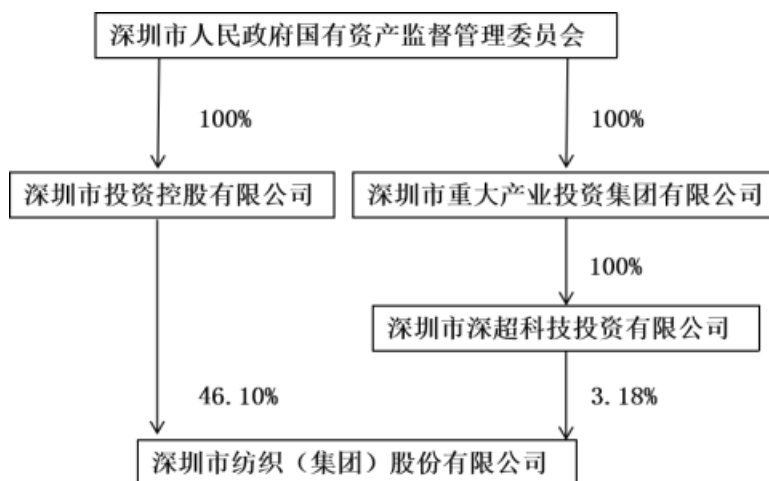 深圳市人民政府国有资产监督管理委员会
100%
100%
深圳市投资控股有限公司
深圳市重大产业投资集团有限公司
100%
深圳市深超科技投资有限公司
46.10%
3.18%
深圳市纺织（集团）股份有限公司